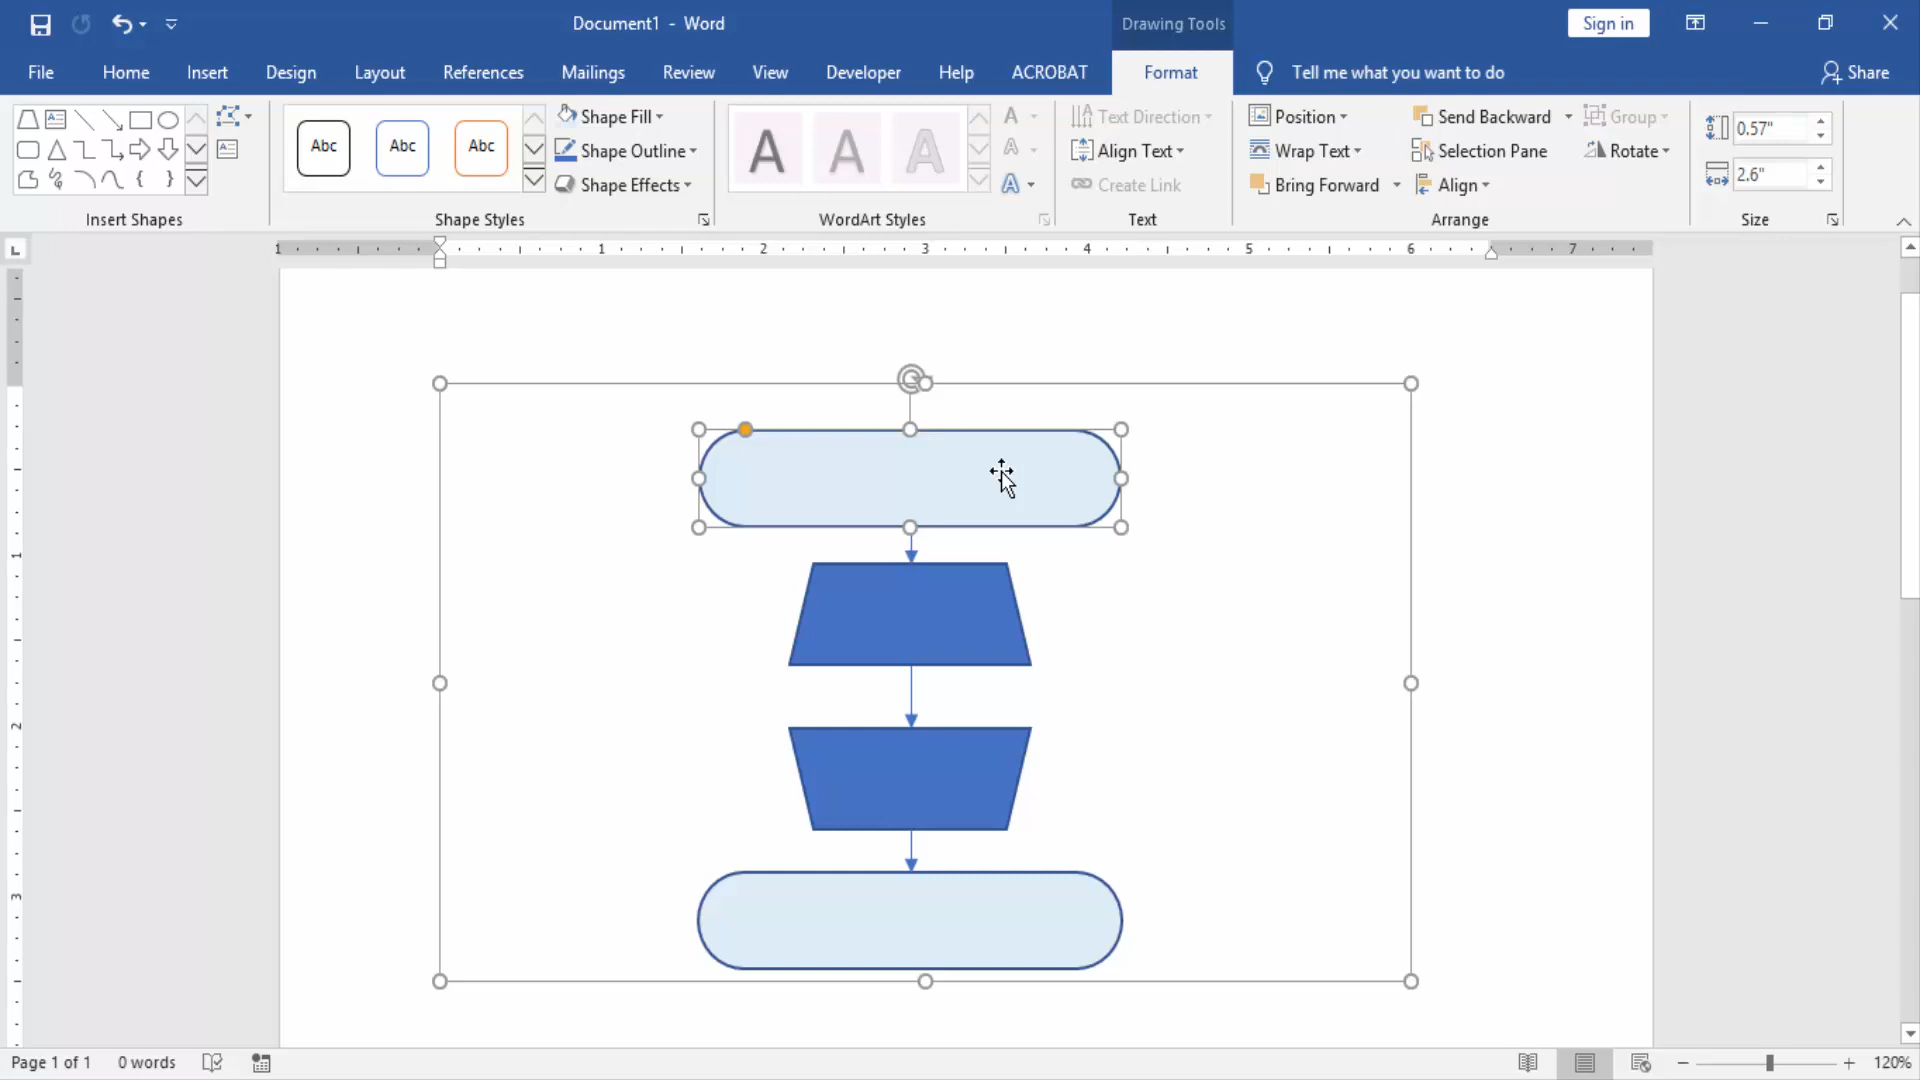 Document1 - Word
Drawing Tools
Sign in
File Home Insert Design Layout References Mailings Review View Developer Help ACROBAT Format Tell me what you want to do Share
Abc Abc Abc
Shape Fill
Shape Outline
Shape Effects
A A A
Text Direction
Align Text
Create Link
Position
Wrap Text
Bring Forward
Send Backward
Selection Pane
Align
Group
Rotate
0.57"
2.6"
Insert Shapes Shape Styles WordArt Styles Text Arrange Size
1 1 2 3 4 5 6 7
1
2
3
Page 1 of 1 0 words 120%